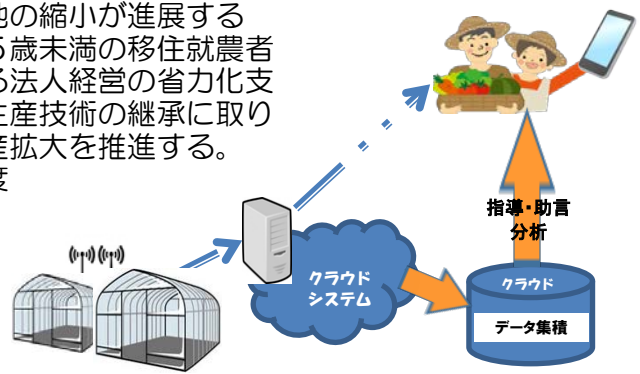 地の縮小が進展する
歳未満の移住就農者
る法人経営の省力化支
生産技術の継承に取り
産拡大を推進する。
度
指導・助言
分析
クラウド
システム
クラウド
データ集積